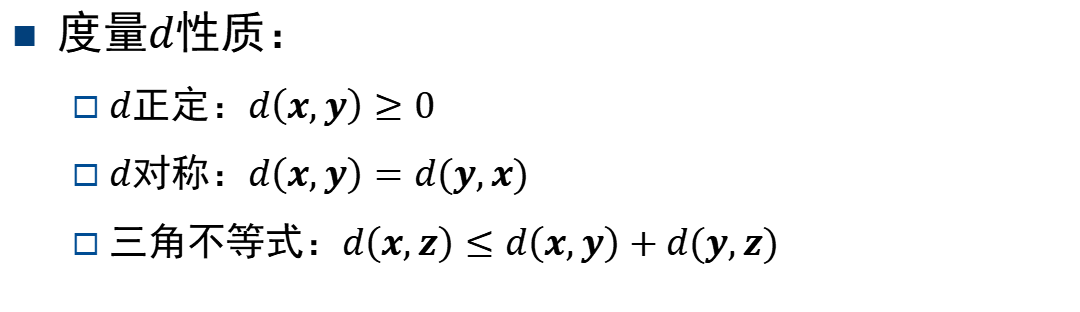 ■ 度量d性质：
□ d正定：d(x, y) ≥ 0
□ d对称：d(x, y) = d(y, x)
□ 三角不等式：d(x, z) ≤ d(x, y) + d(y, z)